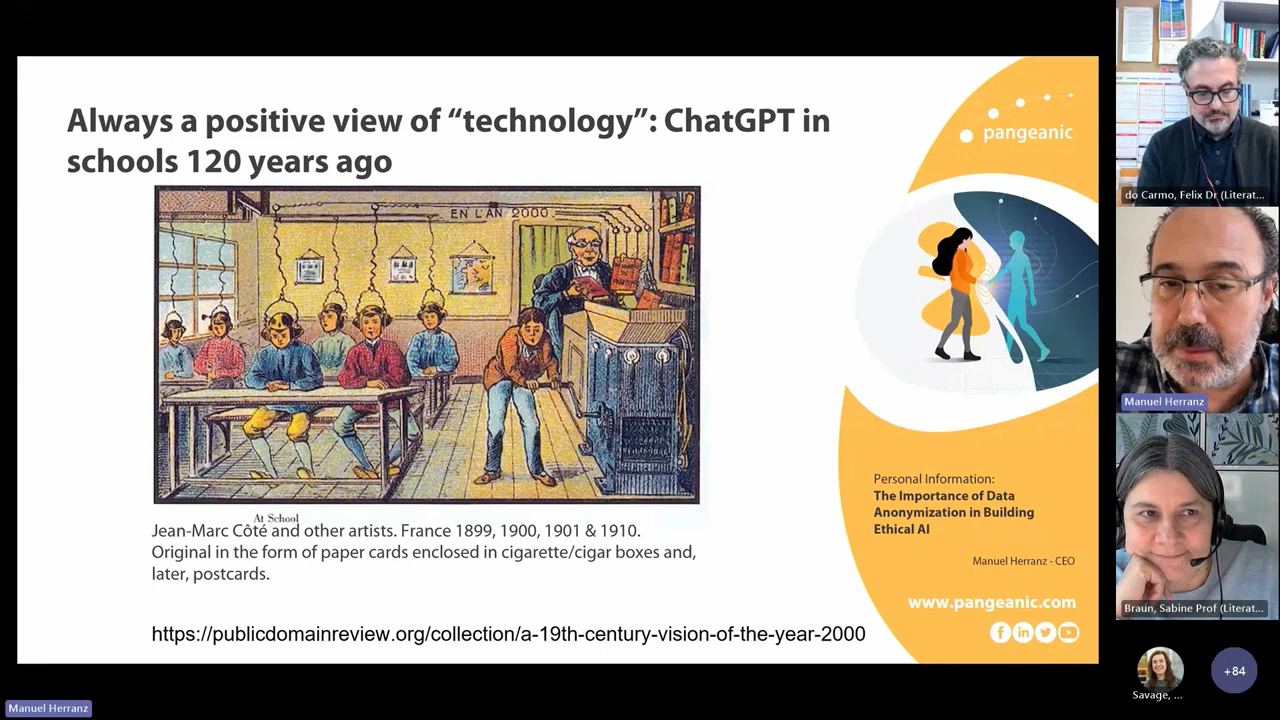 Always a positive view of “technology”: ChatGPT in
schools 120 years ago
EN L'AN 2000
At School
Jean-Marc Côté and other artists. France 1899, 1900, 1901 & 1910.
Original in the form of paper cards enclosed in cigarette/cigar boxes and,
later, postcards.
https://publicdomainreview.org/collection/a-19th-century-vision-of-the-year-2000
pangeanic
Personal Information:
The Importance of Data
Anonymization in Building
Ethical AI
Manuel Herranz - CEO
www.pangeanic.com
do Carmo, Felix Dr (Literat...
Manuel Herranz
Braun, Sabine Prof (Literat...
Savage, ...
+84
Manuel Herranz